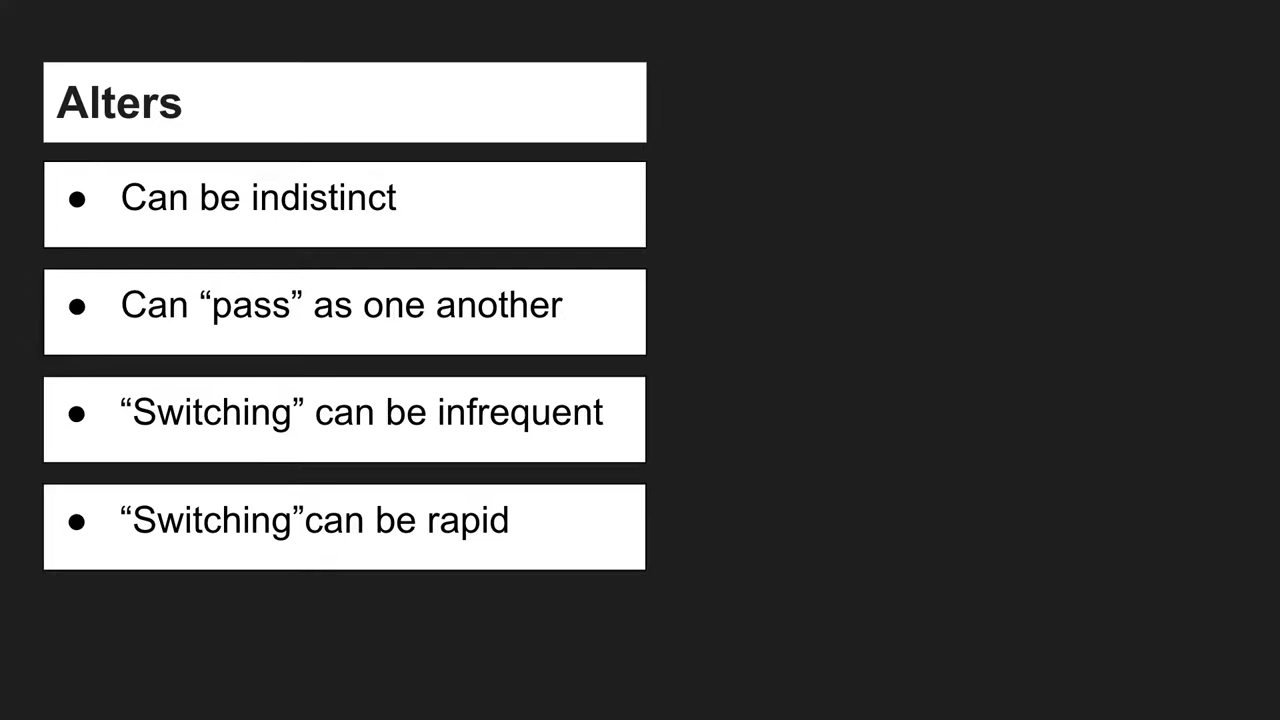 Alters
● Can be indistinct
● Can “pass” as one another
● “Switching” can be infrequent
● “Switching”can be rapid